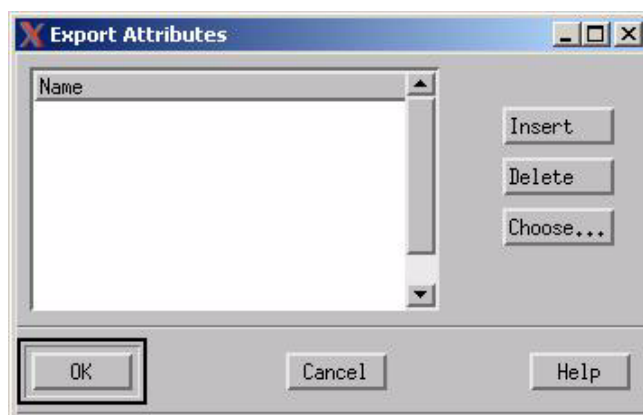 Export Attributes
Name
Insert
Delete
Choose...
OK
Cancel
Help